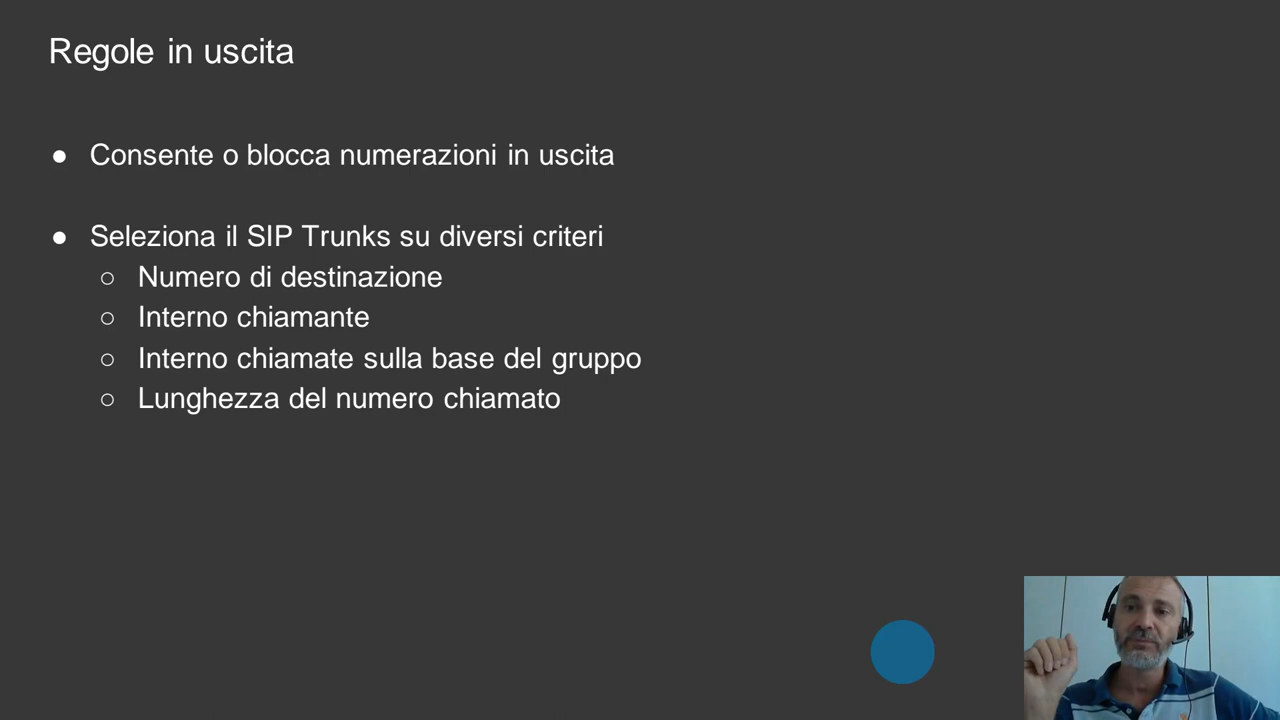 Regole in uscita
● Consente o blocca numerazioni in uscita
● Seleziona il SIP Trunks su diversi criteri
○ Numero di destinazione
○ Interno chiamante
○ Interno chiamate sulla base del gruppo
○ Lunghezza del numero chiamato